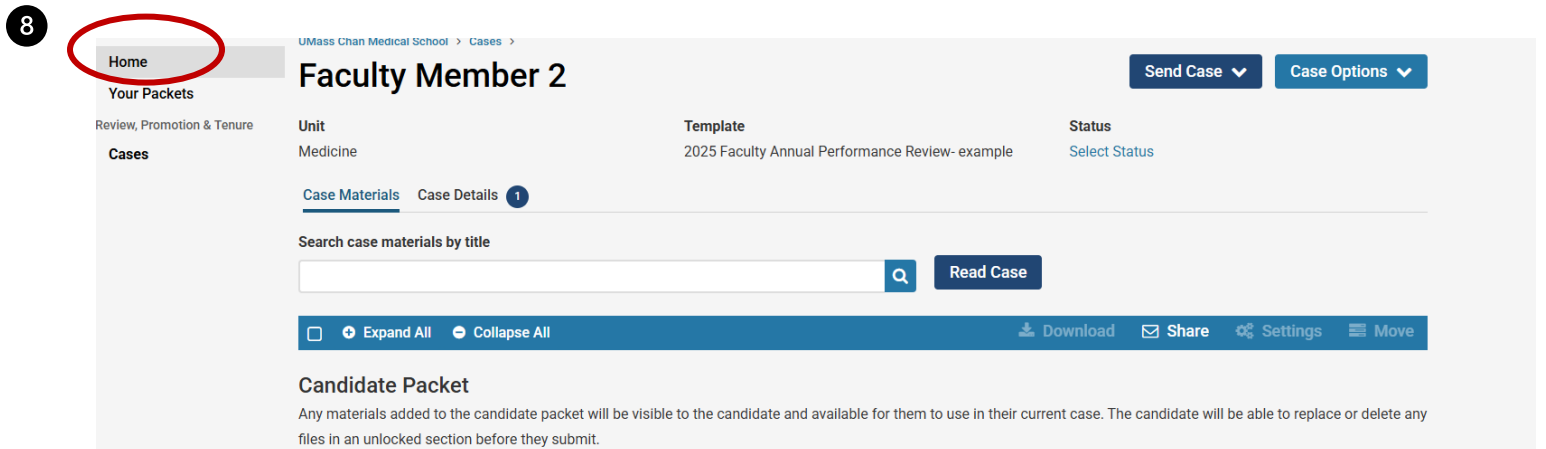 8
Home
Your Packets
Review, Promotion & Tenure
Cases
UMass Chan Medical School > Cases >
Faculty Member 2
Send Case
Case Options
Unit
Medicine
Template
2025 Faculty Annual Performance Review- example
Status
Select Status
Case Materials Case Details 1
Search case materials by title
Read Case
Expand All Collapse All Download Share Settings Move
Candidate Packet
Any materials added to the candidate packet will be visible to the candidate and available for them to use in their current case. The candidate will be able to replace or delete any
files in an unlocked section before they submit.